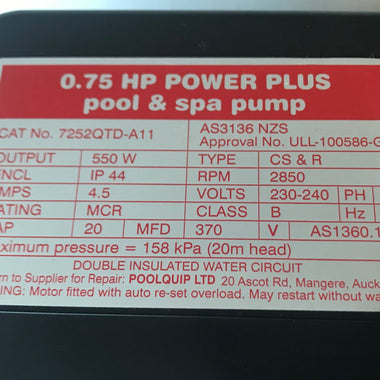 0.75 HP POWER PLUS
pool & spa pump
CAT No. 7252QTD-A11 AS3136 NZS
Approval No. ULL-100586-G
OUTPUT 550 W TYPE CS & R
ENCL IP 44 RPM 2850
AMPS 4.5 VOLTS 230-240 PH
RATING MCR CLASS B Hz
CAP 20 MFD 370 V AS1360.1
Maximum pressure = 158 kPa (20m head)
DOUBLE INSULATED WATER CIRCUIT
to Supplier for Repair: POOLQUIP LTD 20 Ascot Rd, Mangere,
Motor fitted with auto re-set overload. May restart without